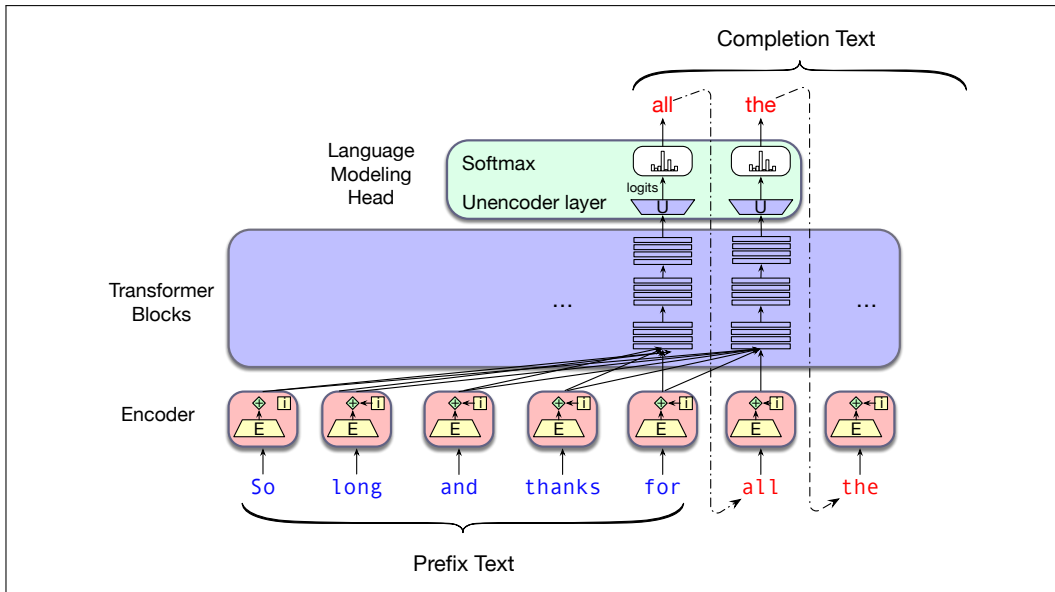 Completion Text
all the
Language
Modeling
Head
Softmax
logits
Unencoder layer
U U
Transformer
Blocks
... ...
Encoder
i i i i i i i
E E E E E E E
So long and thanks for all the
Prefix Text